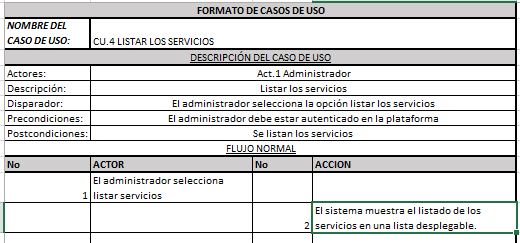 FORMATO DE CASOS DE USO
NOMBRE DEL
CASO DE USO: CU.4 LISTAR LOS SERVICIOS
DESCRIPCIÓN DEL CASO DE USO
Actores: Act.1 Administrador
Descripción: Listar los servicios
Disparador: El administrador selecciona la opción listar los servicios
Precondiciones: El administrador debe estar autenticado en la plataforma
Postcondiciones: Se listan los servicios
FLUJO NORMAL
No ACTOR No ACCION
El administrador selecciona
1 listar servicios
El sistema muestra el listado de los
2 servicios en una lista desplegable.